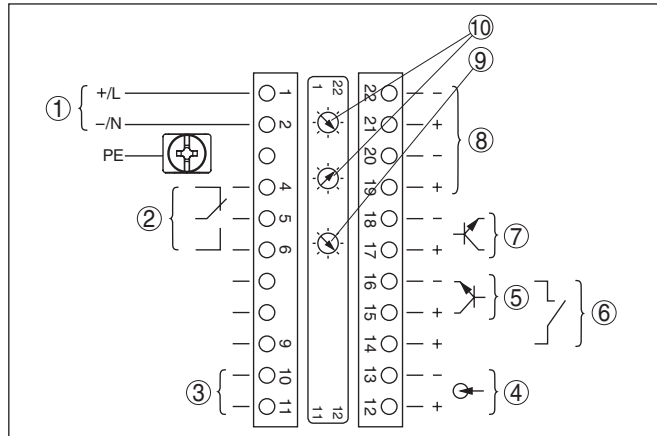 ⑩
⑨
① +/L 1 1 22 22 −
−/N 2 21 + ⑧
PE 20 −
4 19 +
② 5 18 − ⑦
6 17 +
16 − ⑤ ⑥
15 +
9 14 +
③ 10 13 − ④
11 11 12 12 +